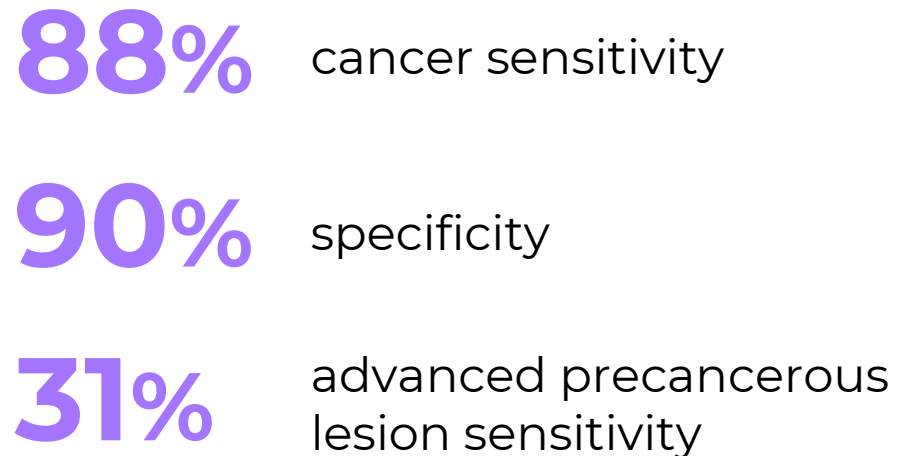 88% cancer sensitivity
90% specificity
31% advanced precancerous
lesion sensitivity